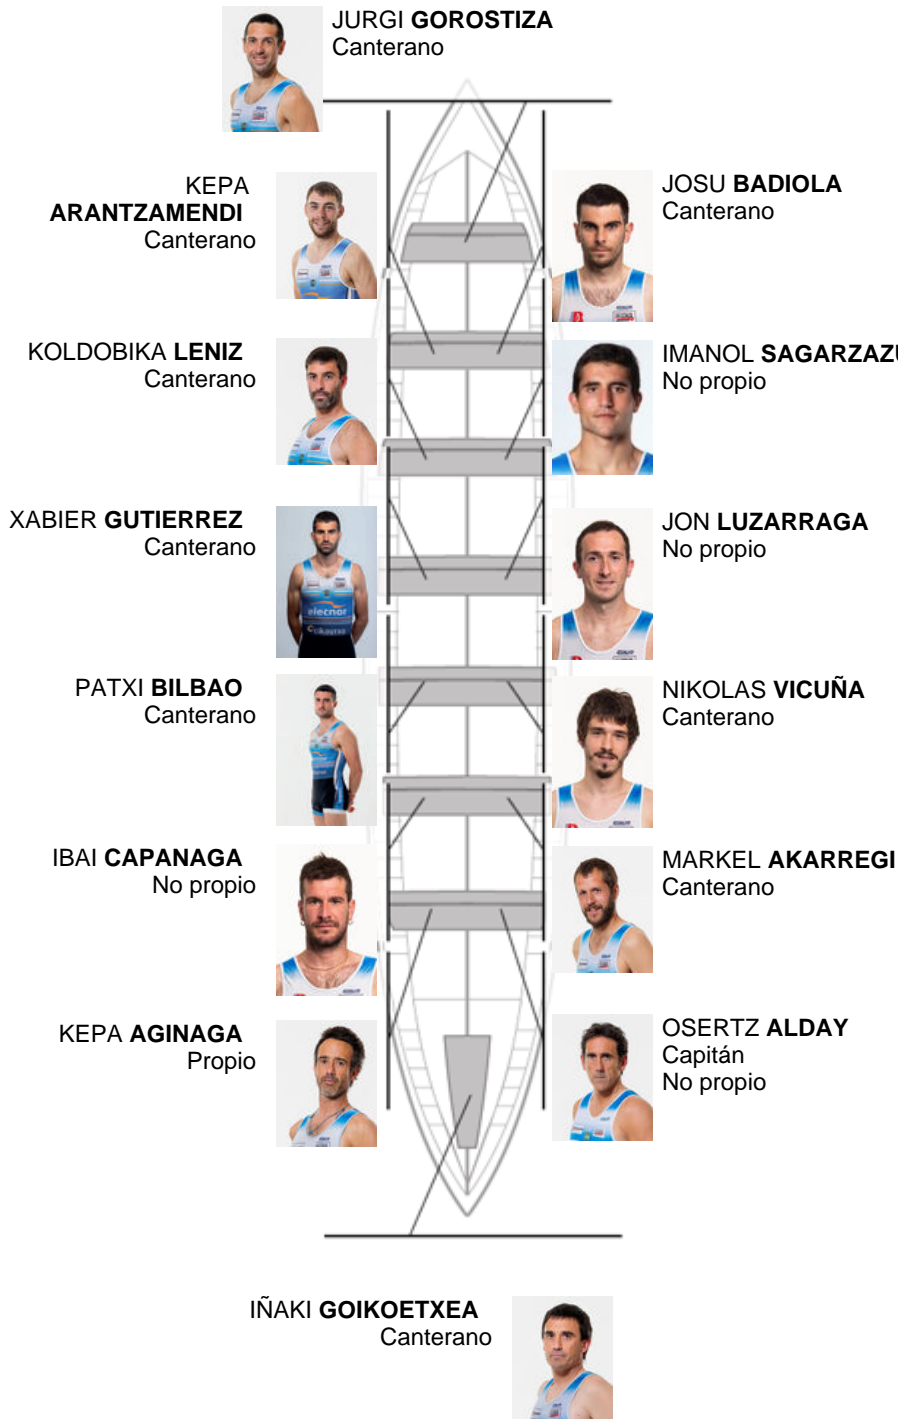 JURGI GOROSTIZA
Canterano
KEPA
ARANTZAMENDI
Canterano
JOSU BADIOLA
Canterano
KOLDOBIKA LENIZ
Canterano
IMANOL SAGARZAZU
No propio
XABIER GUTIERREZ
Canterano
elecnor
JON LUZARRAGA
No propio
PATXI BILBAO
Canterano
NIKOLAS VICUÑA
Canterano
IBAI CAPANAGA
No propio
MARKEL AKARREGI
Canterano
KEPA AGINAGA
Propio
OSERTZ ALDAY
Capitán
No propio
IÑAKI GOIKOETXEA
Canterano